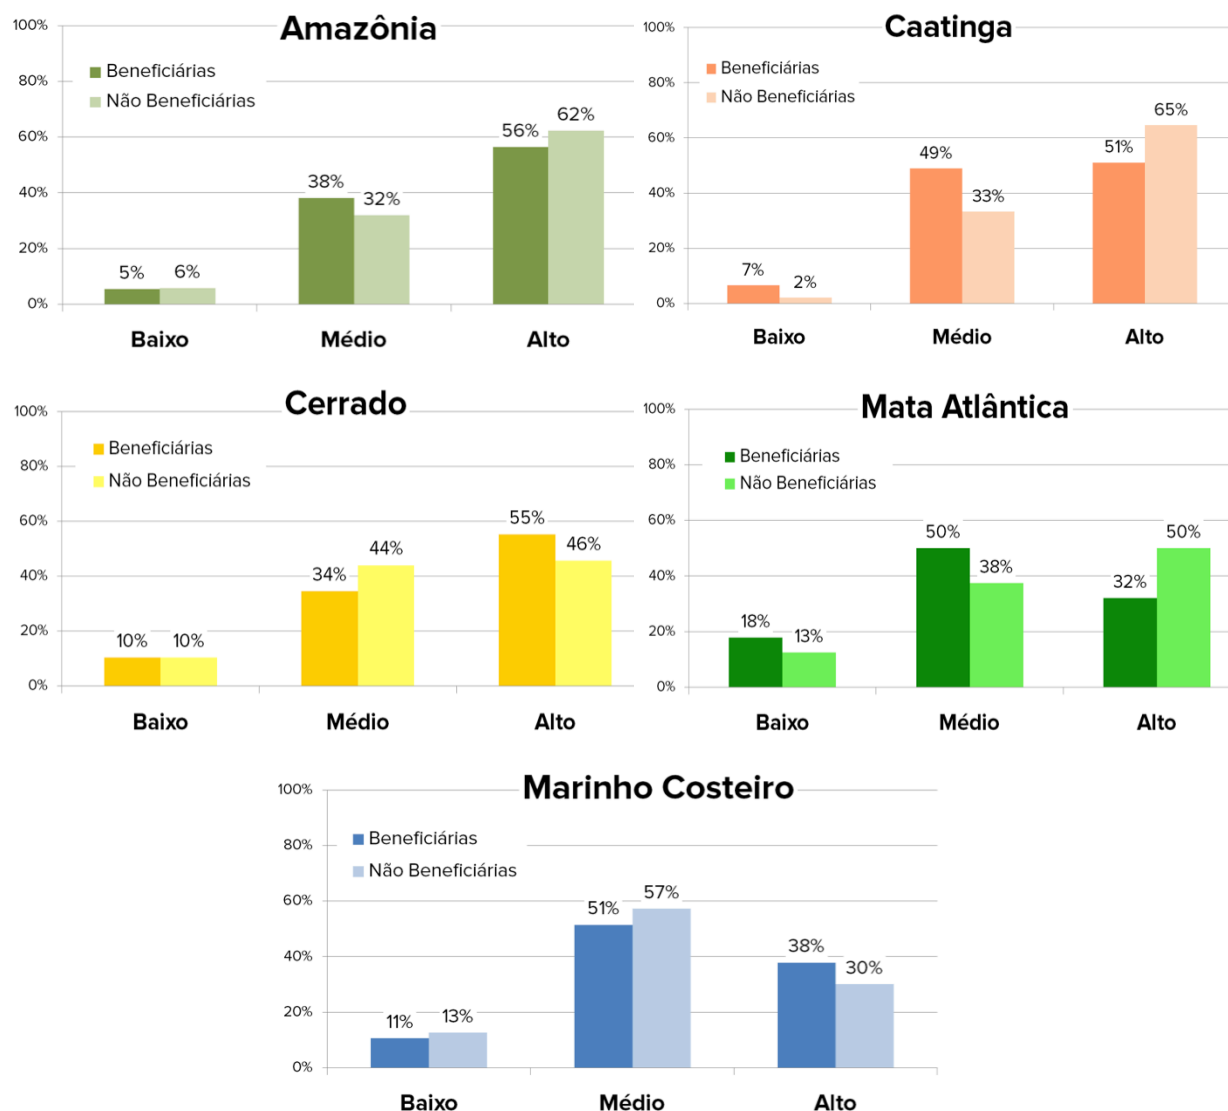 Amazônia
100%
80%
60%
40%
20%
0%
Beneficiárias
Não Beneficiárias
5% 6%
38% 32%
56% 62%
Baixo Médio Alto
Caatinga
100%
80%
60%
40%
20%
0%
Beneficiárias
Não Beneficiárias
7% 2%
49% 33%
51% 65%
Baixo Médio Alto
Cerrado
100%
80%
60%
40%
20%
0%
Beneficiárias
Não Beneficiárias
10% 10%
34% 44%
55% 46%
Baixo Médio Alto
Mata Atlântica
100%
80%
60%
40%
20%
0%
Beneficiárias
Não Beneficiárias
18% 13%
50% 38%
32% 50%
Baixo Médio Alto
Marinho Costeiro
100%
80%
60%
40%
20%
0%
Beneficiárias
Não Beneficiárias
11% 13%
51% 57%
38% 30%
Baixo Médio Alto